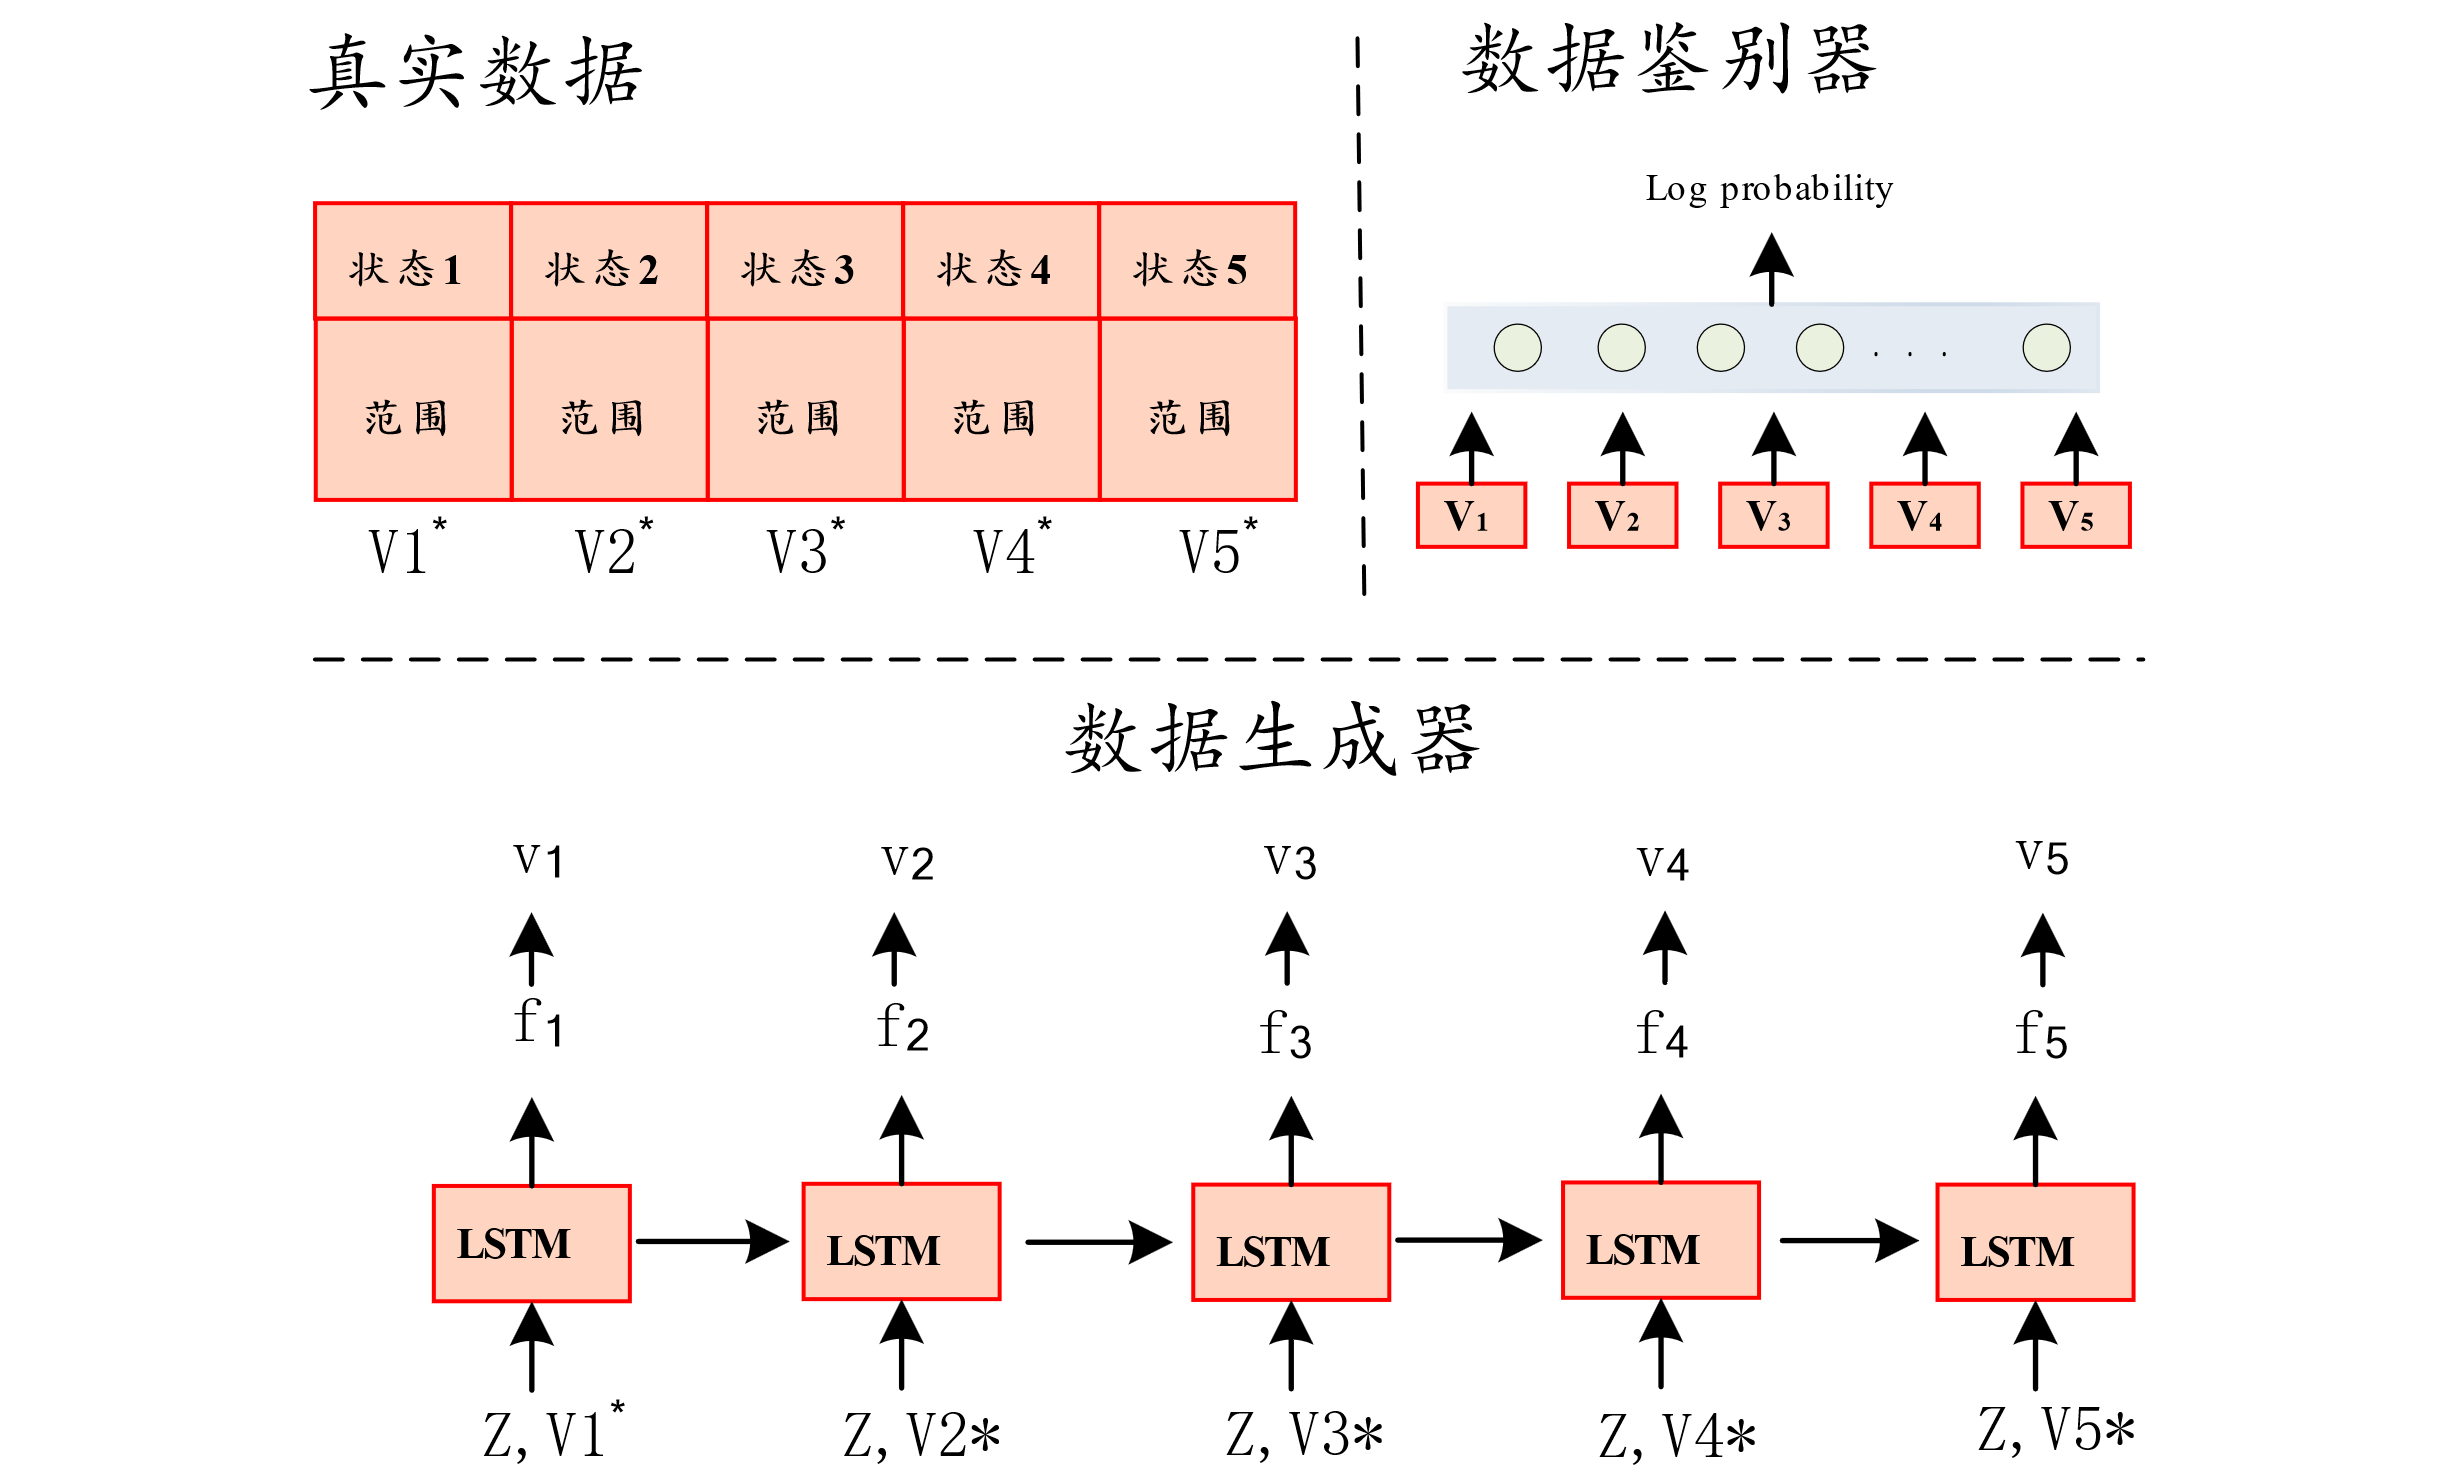 真实数据
状态1 状态2 状态3 状态4 状态5
范围 范围 范围 范围 范围
V1* V2* V3* V4* V5*
数据鉴别器
Log probability
. . .
V1 V2 V3 V4 V5
数据生成器
v1 v2 v3 v4 v5
f1 f2 f3 f4 f5
LSTM LSTM LSTM LSTM LSTM
Z,V1* Z,V2* Z,V3* Z,V4* Z,V5*